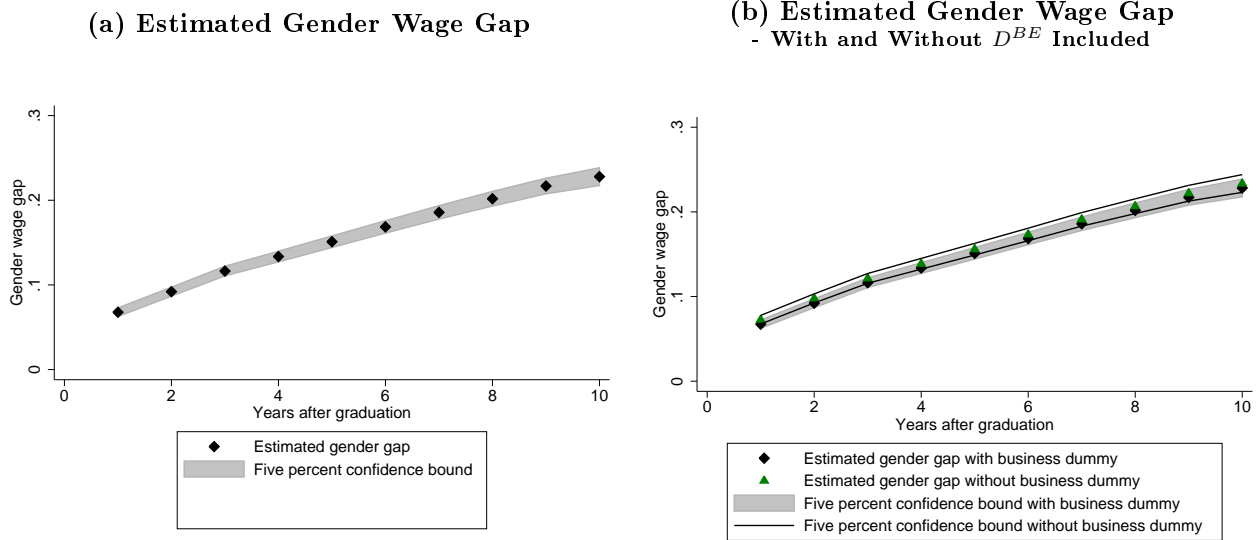 (a) Estimated Gender Wage Gap
Gender wage gap
.3
.2
.1
0
0 2 4 6 8 10
Years after graduation
Estimated gender gap
Five percent confidence bound
(b) Estimated Gender Wage Gap
- With and Without D^{BE} Included
Gender wage gap
.3
.2
.1
0
0 2 4 6 8 10
Years after graduation
Estimated gender gap with business dummy
Estimated gender gap without business dummy
Five percent confidence bound with business dummy
Five percent confidence bound without business dummy